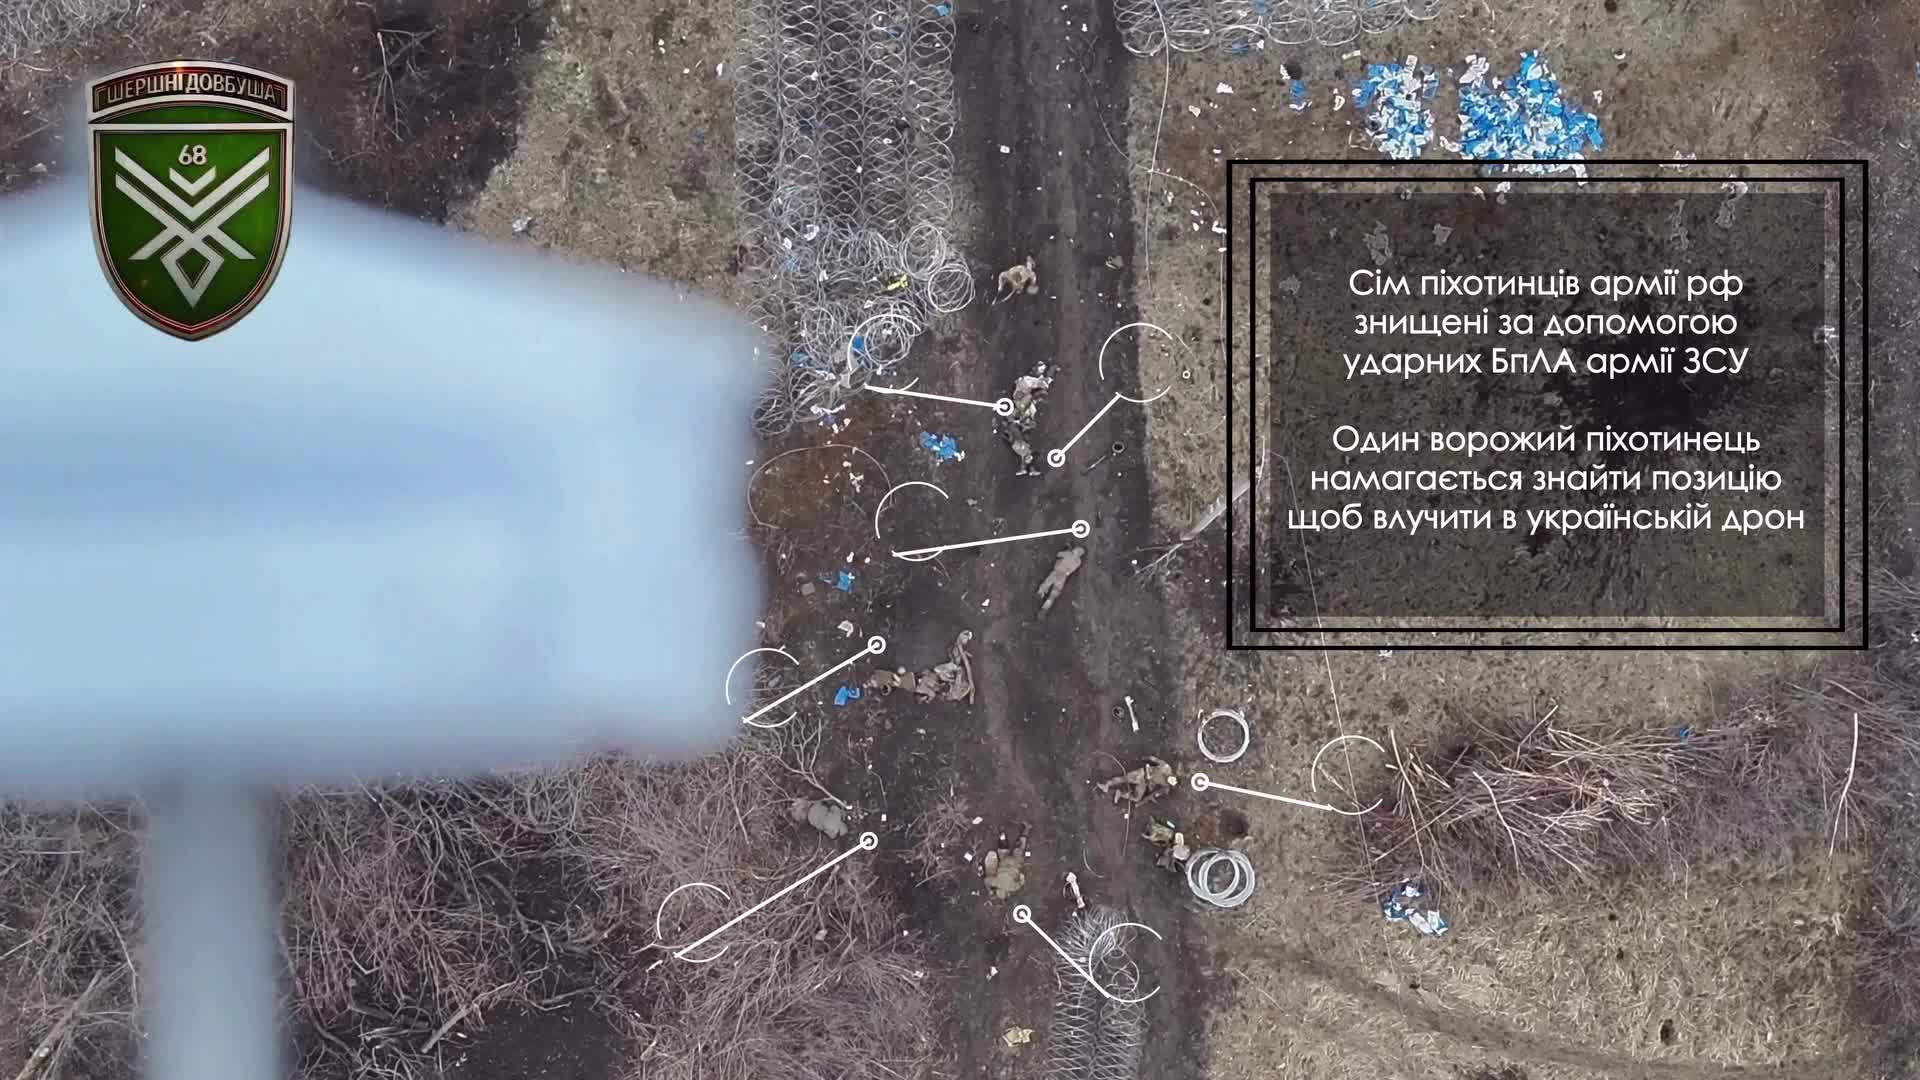 ШЕРШНІ ДОВБУША
68
Сім піхотинців армії рф
знищені за допомогою
ударних БпЛА армії ЗСУ
Один ворожий піхотинець
намагається знайти позицію
щоб влучити в український дрон